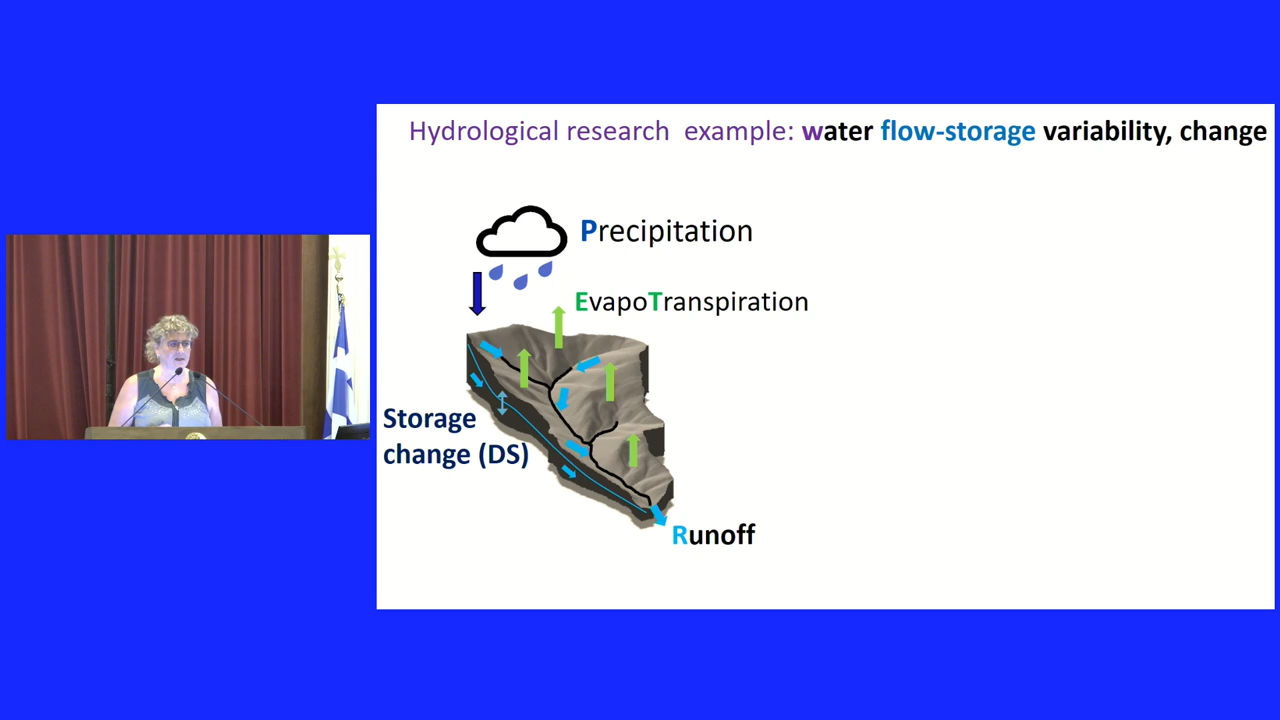 Hydrological research example: water flow-storage variability, change
Precipitation
EvapoTranspiration
Storage
change (DS)
Runoff